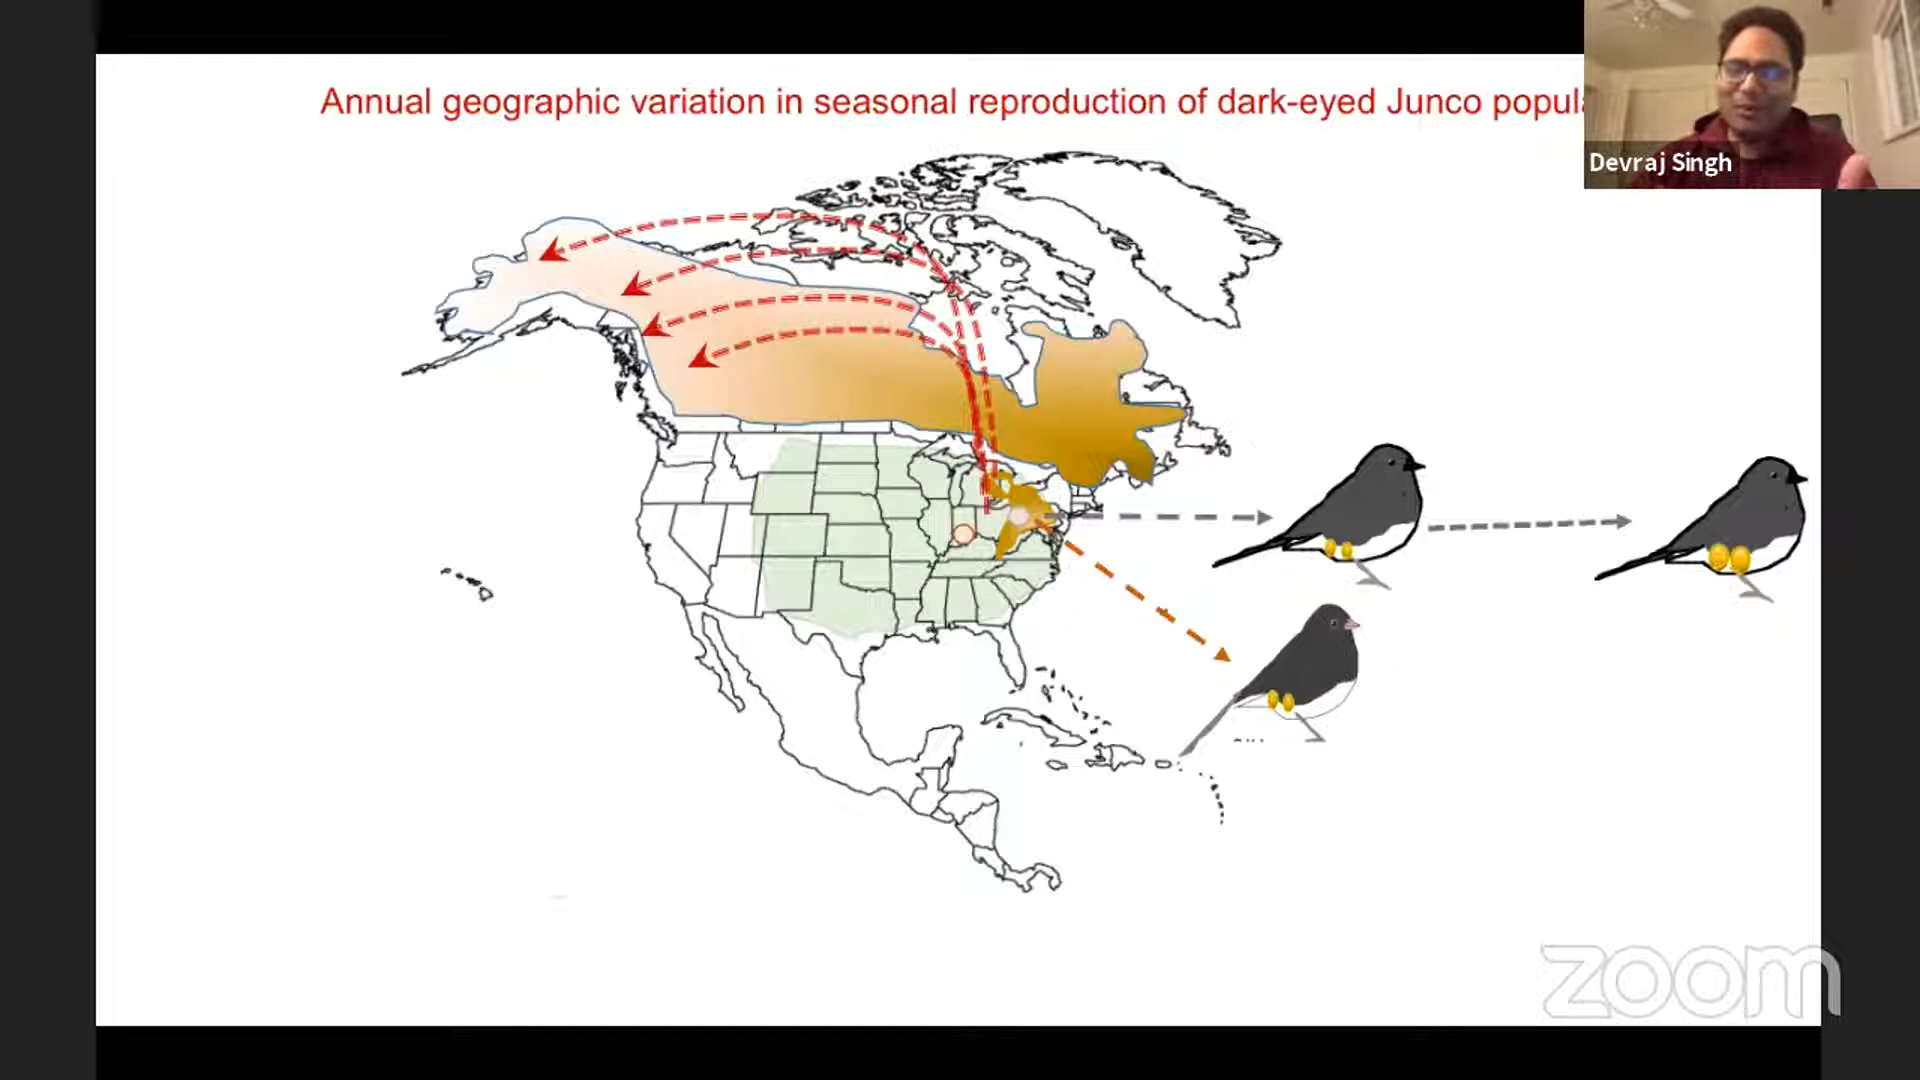 Annual geographic variation in seasonal reproduction of dark-eyed Junco popul
Devraj Singh
zoom